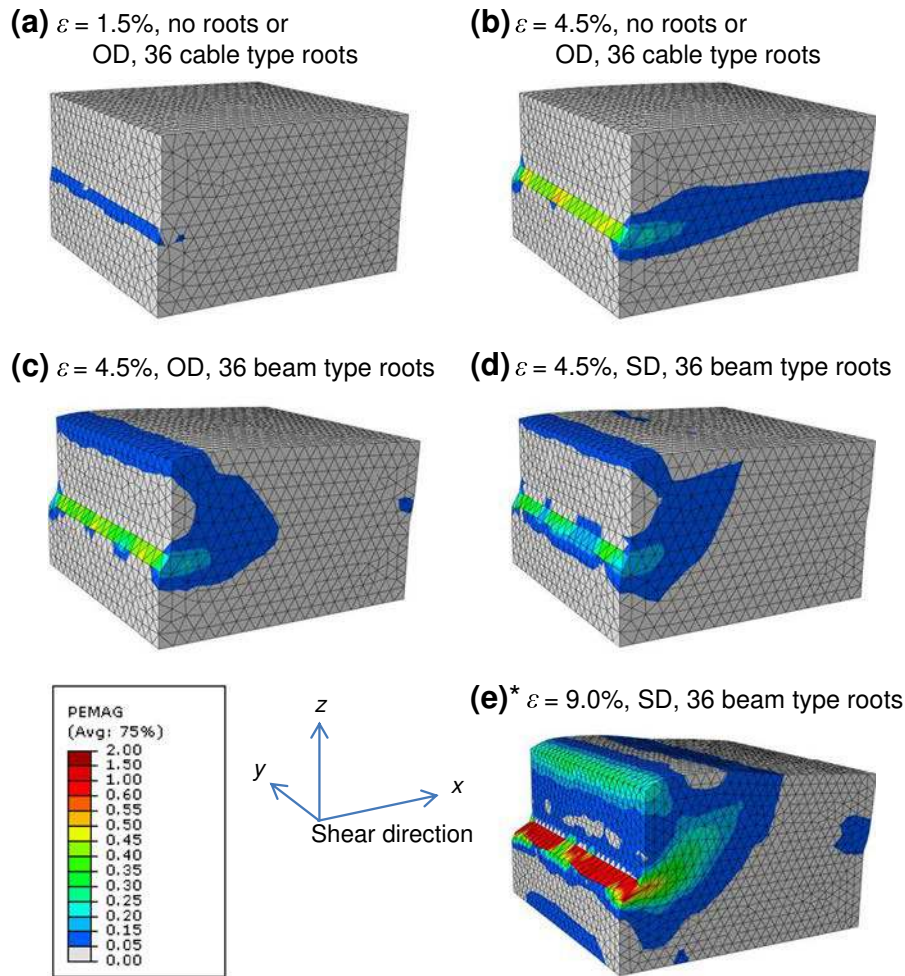 (a) ε = 1.5%, no roots or
OD, 36 cable type roots
(b) ε = 4.5%, no roots or
OD, 36 cable type roots
(c) ε = 4.5%, OD, 36 beam type roots
(d) ε = 4.5%, SD, 36 beam type roots
PEMAG
(Avg: 75%)
2.00
1.50
1.00
0.60
0.55
0.50
0.45
0.40
0.35
0.30
0.25
0.20
0.15
0.10
0.05
0.00
z
y
x
Shear direction
(e)* ε = 9.0%, SD, 36 beam type roots